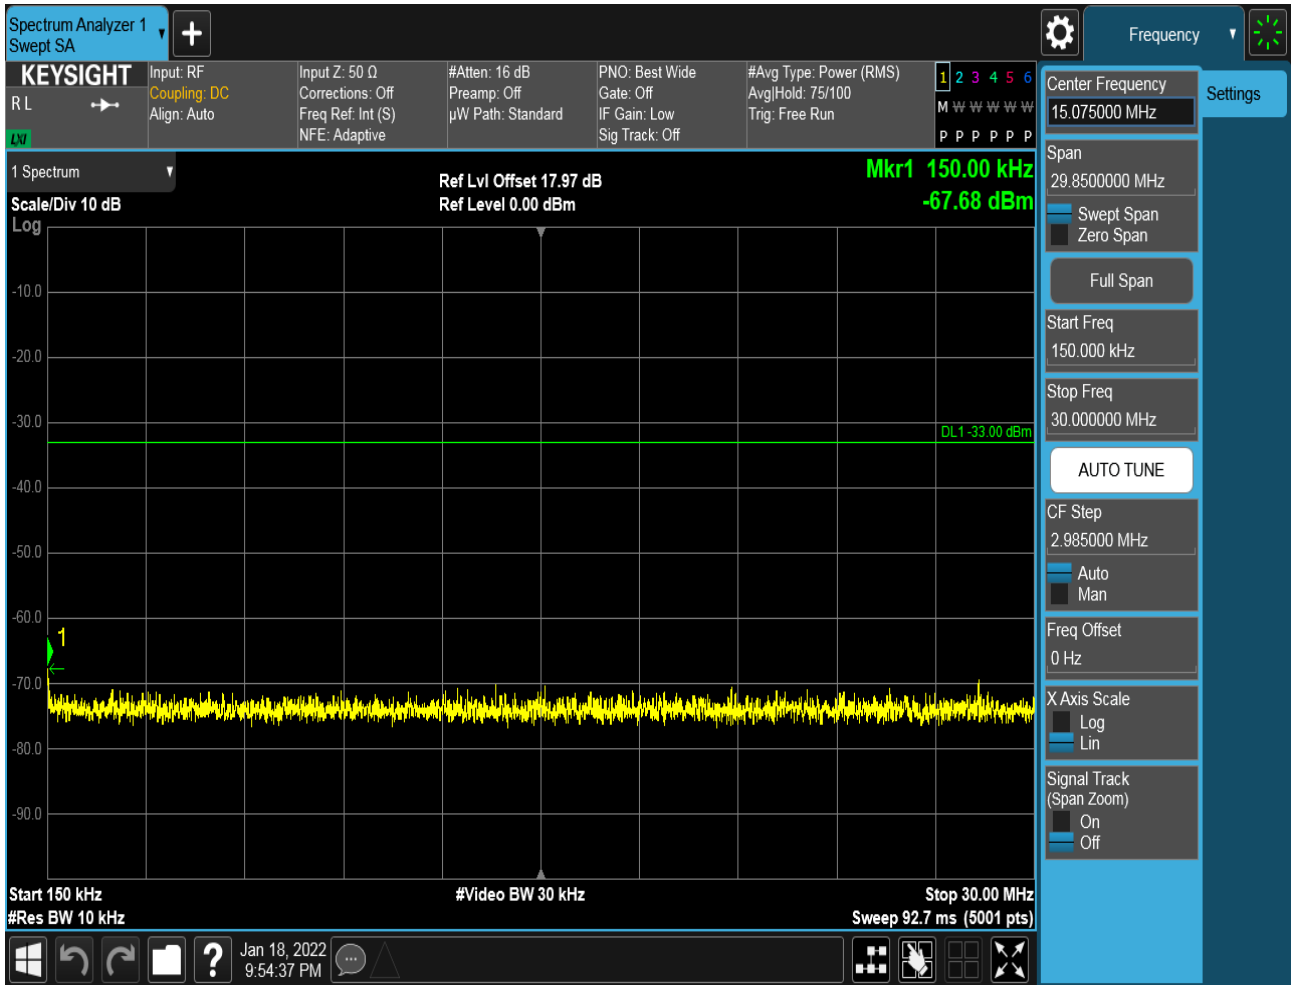 Spectrum Analyzer 1
Swept SA
Frequency
KEYSIGHT
R L
LXI
Input: RF
Coupling: DC
Align: Auto
Input Z: 50 Ω
Corrections: Off
Freq Ref: Int (S)
NFE: Adaptive
#Atten: 16 dB
Preamp: Off
µW Path: Standard
PNO: Best Wide
Gate: Off
IF Gain: Low
Sig Track: Off
#Avg Type: Power (RMS)
Avg|Hold: 75/100
Trig: Free Run
1 2 3 4 5 6
M W W W W W
P P P P P P
1 Spectrum
Scale/Div 10 dB
Log
Ref Lvl Offset 17.97 dB
Ref Level 0.00 dBm
Mkr1 150.00 kHz
-67.68 dBm
-10.0
-20.0
-30.0
DL1 -33.00 dBm
-40.0
-50.0
-60.0
1
-70.0
-80.0
-90.0
Start 150 kHz
#Video BW 30 kHz
Stop 30.00 MHz
#Res BW 10 kHz
Sweep 92.7 ms (5001 pts)
Jan 18, 2022
9:54:37 PM
Center Frequency
15.075000 MHz
Settings
Span
29.8500000 MHz
Swept Span
Zero Span
Full Span
Start Freq
150.000 kHz
Stop Freq
30.000000 MHz
AUTO TUNE
CF Step
2.985000 MHz
Auto
Man
Freq Offset
0 Hz
X Axis Scale
Log
Lin
Signal Track
(Span Zoom)
On
Off